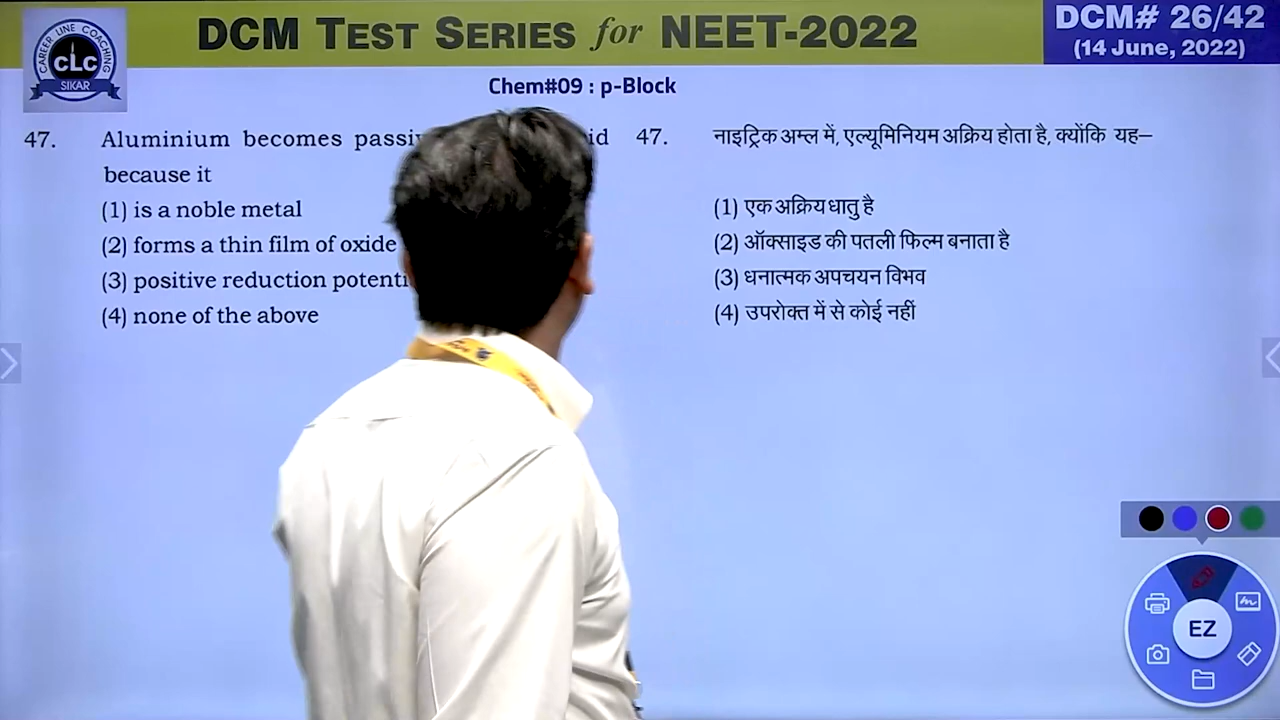 CAREER LINE COACHING
CLC
SIKAR
DCM TEST SERIES for NEET-2022
DCM# 26/42
(14 June, 2022)
Chem#09 : p-Block
47. Aluminium becomes
because it
(1) is a noble metal
(2) forms a thin film of oxide
(3) positive reduction
(4) none of the above
47. नाइट्रिक अम्ल में, एल्यूमिनियम अक्रिय होता है, क्योंकि यह–
(1) एक अक्रिय धातु है
(2) ऑक्साइड की पतली फिल्म बनाता है
(3) धनात्मक अपचयन विभव
(4) उपरोक्त में से कोई नहीं
EZ